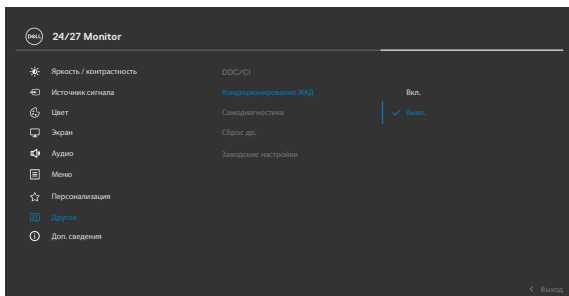 DELL 24/27 Monitor
Яркость / контрастность
DDC/CI
Источник сигнала
Кондиционирование ЖКД
Вкл.
Цвет
Самодиагностика
Выкл.
Экран
Сброс др.
Аудио
Заводские настройки
Меню
Персонализация
Другое
Доп. сведения
Выход